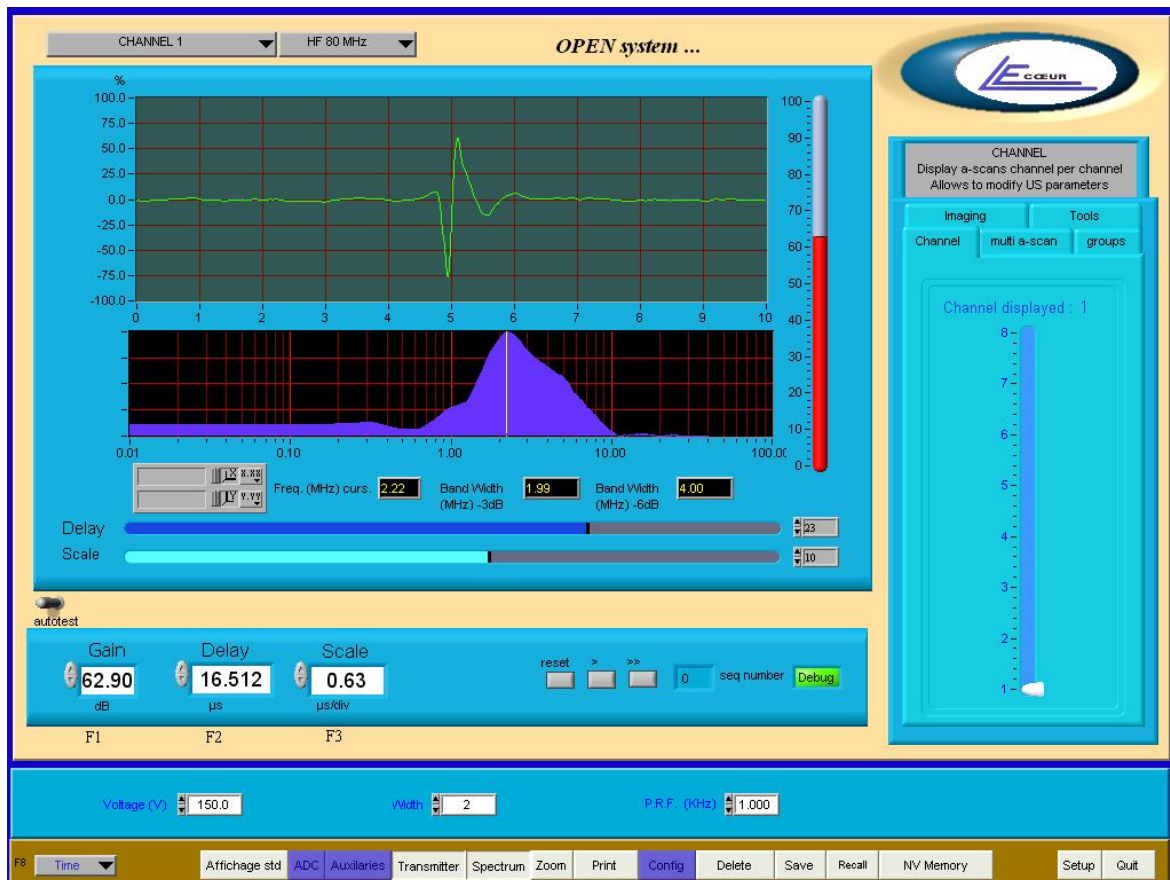 CHANNEL 1 HF 80 MHz OPEN system ...
LE CŒUR
%
100.0
75.0
50.0
25.0
0.0
-25.0
-50.0
-75.0
-100.0
0 1 2 3 4 5 6 7 8 9 10
100
90
80
70
60
50
40
30
20
10
0
0.01 0.10 1.00 10.00 100.00
X 8.88
Y Y.YY
Freq. (MHz) curs. 2.22 Band Width (MHz) -3dB 1.99 Band Width (MHz) -6dB 4.00
Delay 23
Scale 10
CHANNEL
Display a-scans channel per channel
Allows to modify US parameters
Imaging Tools
Channel multi a-scan groups
Channel displayed : 1
8
7
6
5
4
3
2
1
autotest
Gain Delay Scale
62.90 16.512 0.63
dB µs µs/div
F1 F2 F3
reset > >>
0 seq number Debug
Voltage (V) 150.0 Width 2 P.R.F. (KHz) 1.000
F8 Time Affichage std ADC Auxilaries Transmitter Spectrum Zoom Print Config Delete Save Recall NV Memory Setup Quit